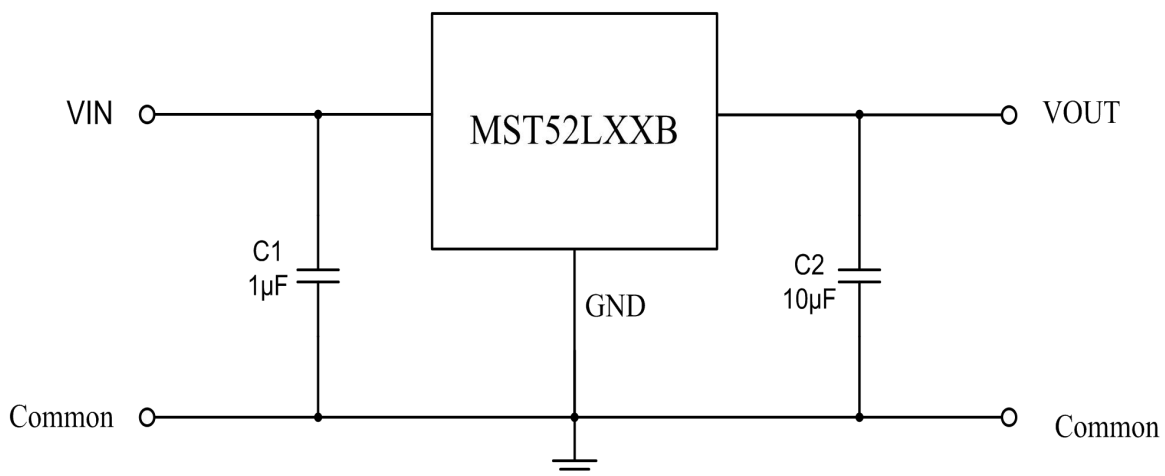 VIN
MST52LXXB
VOUT
C1
1µF
GND
C2
10µF
Common
Common